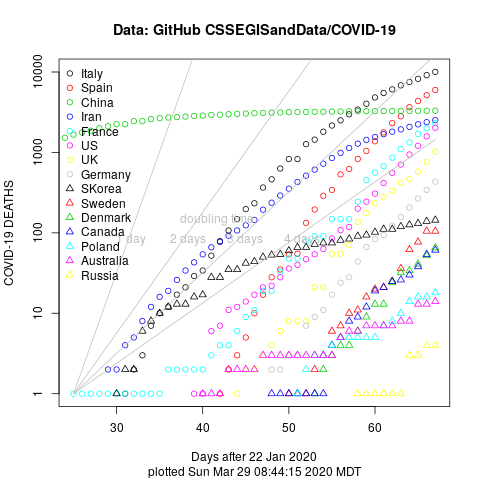 Data: GitHub CSSEGISandData/COVID-19
COVID-19 DEATHS
10000
1000
100
10
1
Italy
Spain
China
Iran
France
US
UK
Germany
SKorea
Sweden
Denmark
Canada
Poland
Australia
Russia
doubling time
day
2 days
3 days
4 days
30
40
50
60
Days after 22 Jan 2020
plotted Sun Mar 29 08:44:15 2020 MDT